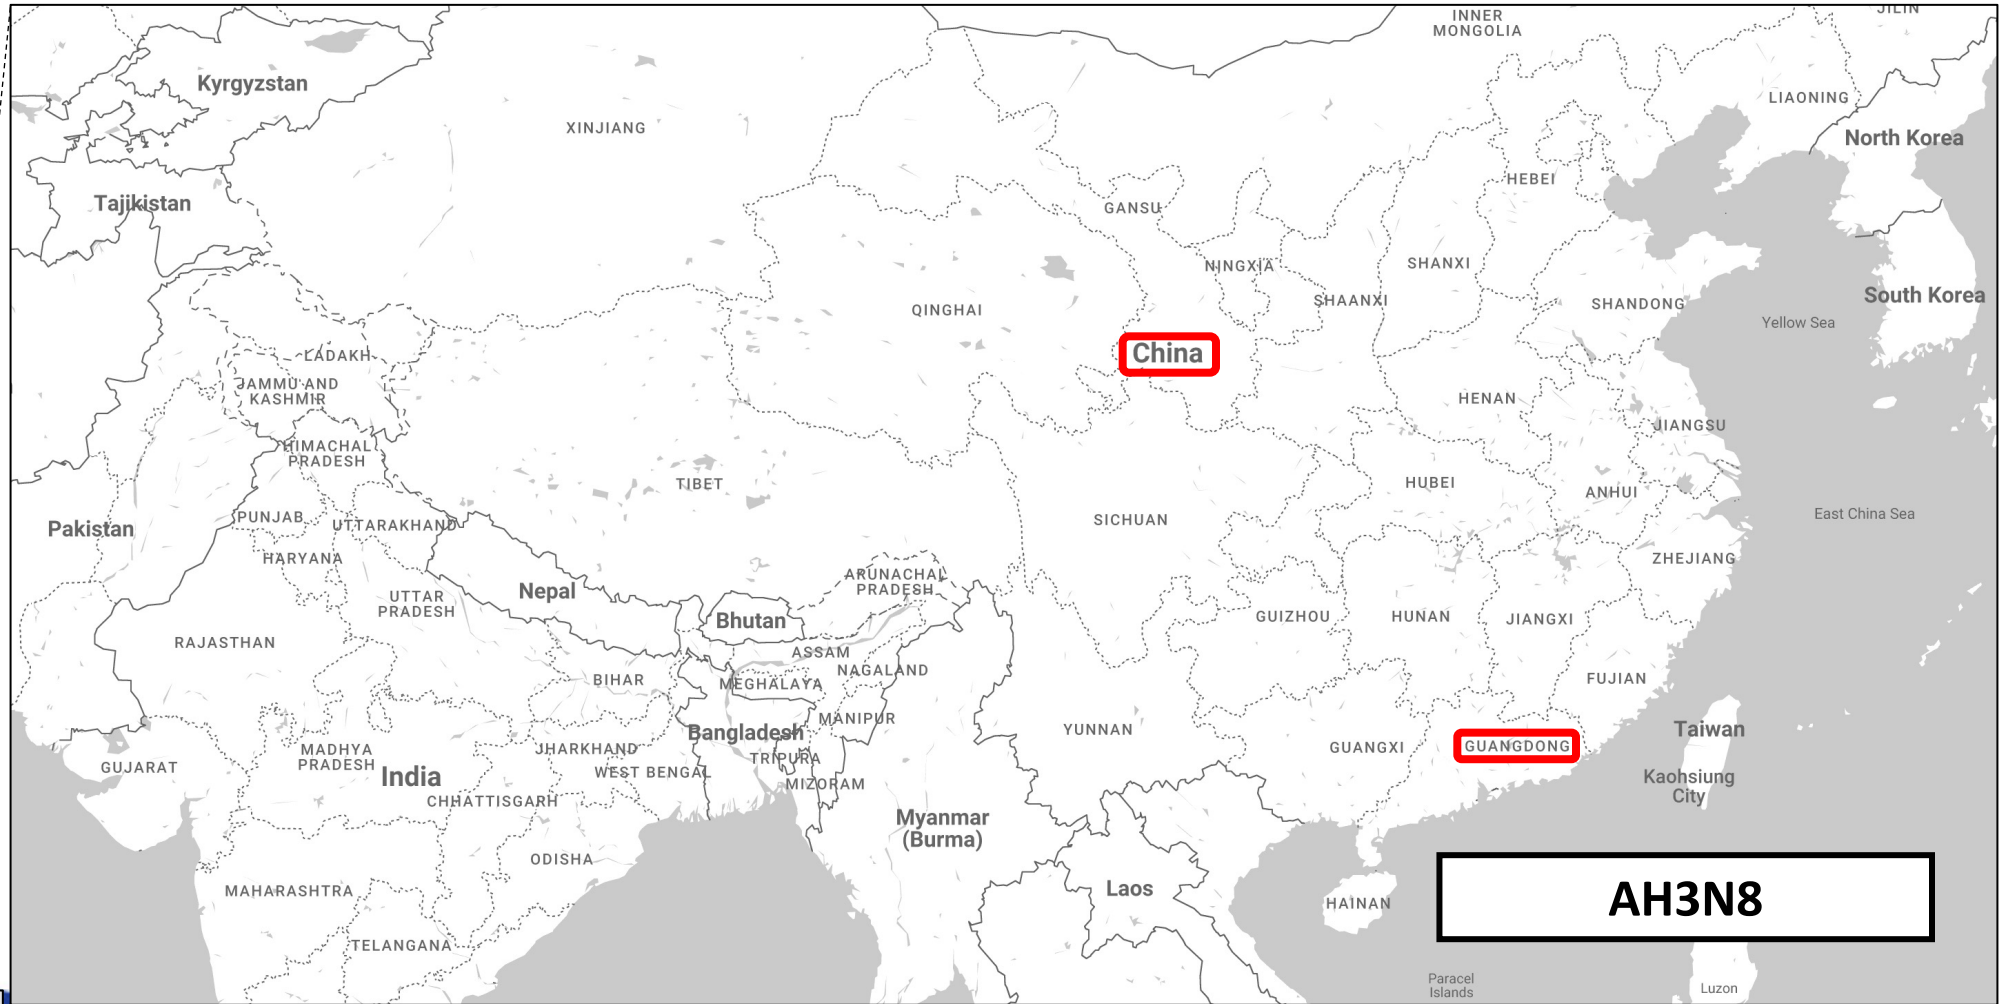 INNER
MONGOLIA
JILIN
Kyrgyzstan
XINJIANG
LIAONING
North Korea
Tajikistan
GANSU
HEBEI
NINGXIA
SHANXI
QINGHAI
SHAANXI
SHANDONG
South Korea
Yellow Sea
China
LADAKH
JAMMU AND
KASHMIR
HENAN
JIANGSU
HIMACHAL
PRADESH
TIBET
HUBEI
ANHUI
Pakistan
PUNJAB
UTTARAKHAND
SICHUAN
East China Sea
HARYANA
ZHEJIANG
Nepal
ARUNACHAL
PRADESH
UTTAR
PRADESH
Bhutan
GUIZHOU
HUNAN
JIANGXI
RAJASTHAN
ASSAM
NAGALAND
BIHAR
MEGHALAYA
FUJIAN
MANIPUR
YUNNAN
Bangladesh
Taiwan
MADHYA
PRADESH
JHARKHAND
TRIPURA
GUANGXI
GUANGDONG
GUJARAT
India
WEST BENGAL
MIZORAM
Kaohsiung
City
CHHATTISGARH
Myanmar
(Burma)
ODISHA
MAHARASHTRA
Laos
HAINAN
AH3N8
TELANGANA
Paracel
Islands
Luzon